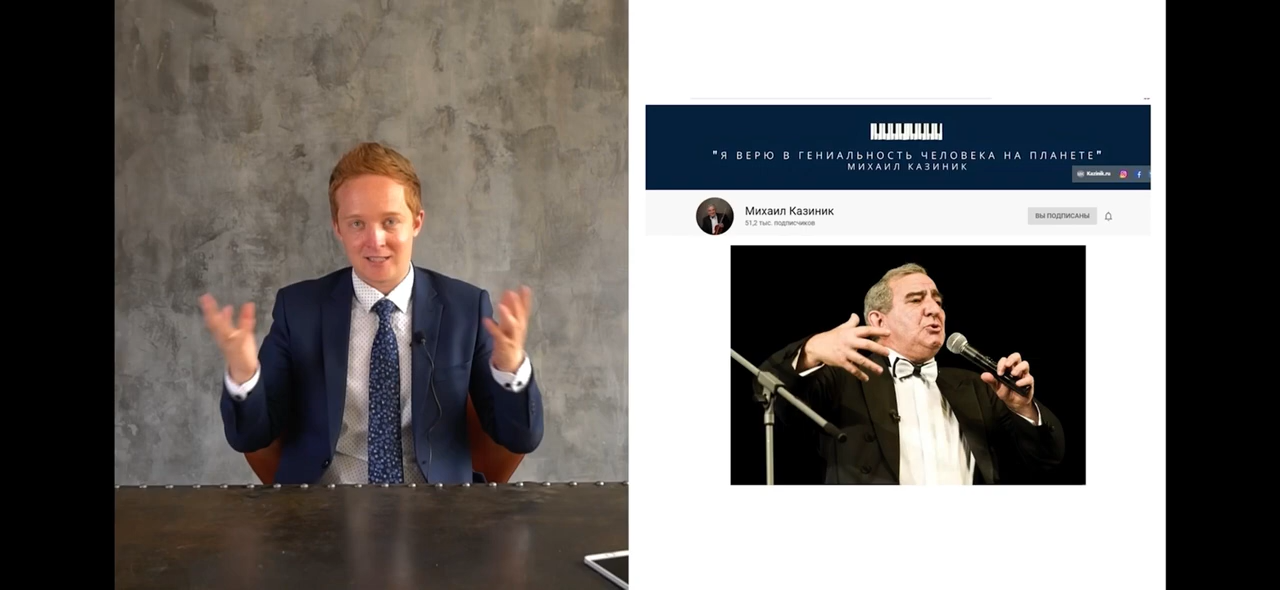 "Я ВЕРЮ В ГЕНИАЛЬНОСТЬ ЧЕЛОВЕКА НА ПЛАНЕТЕ"
МИХАИЛ КАЗИНИК
Kazinik.ru
Михаил Казиник
51,2 тыс. подписчиков
ВЫ ПОДПИСАНЫ